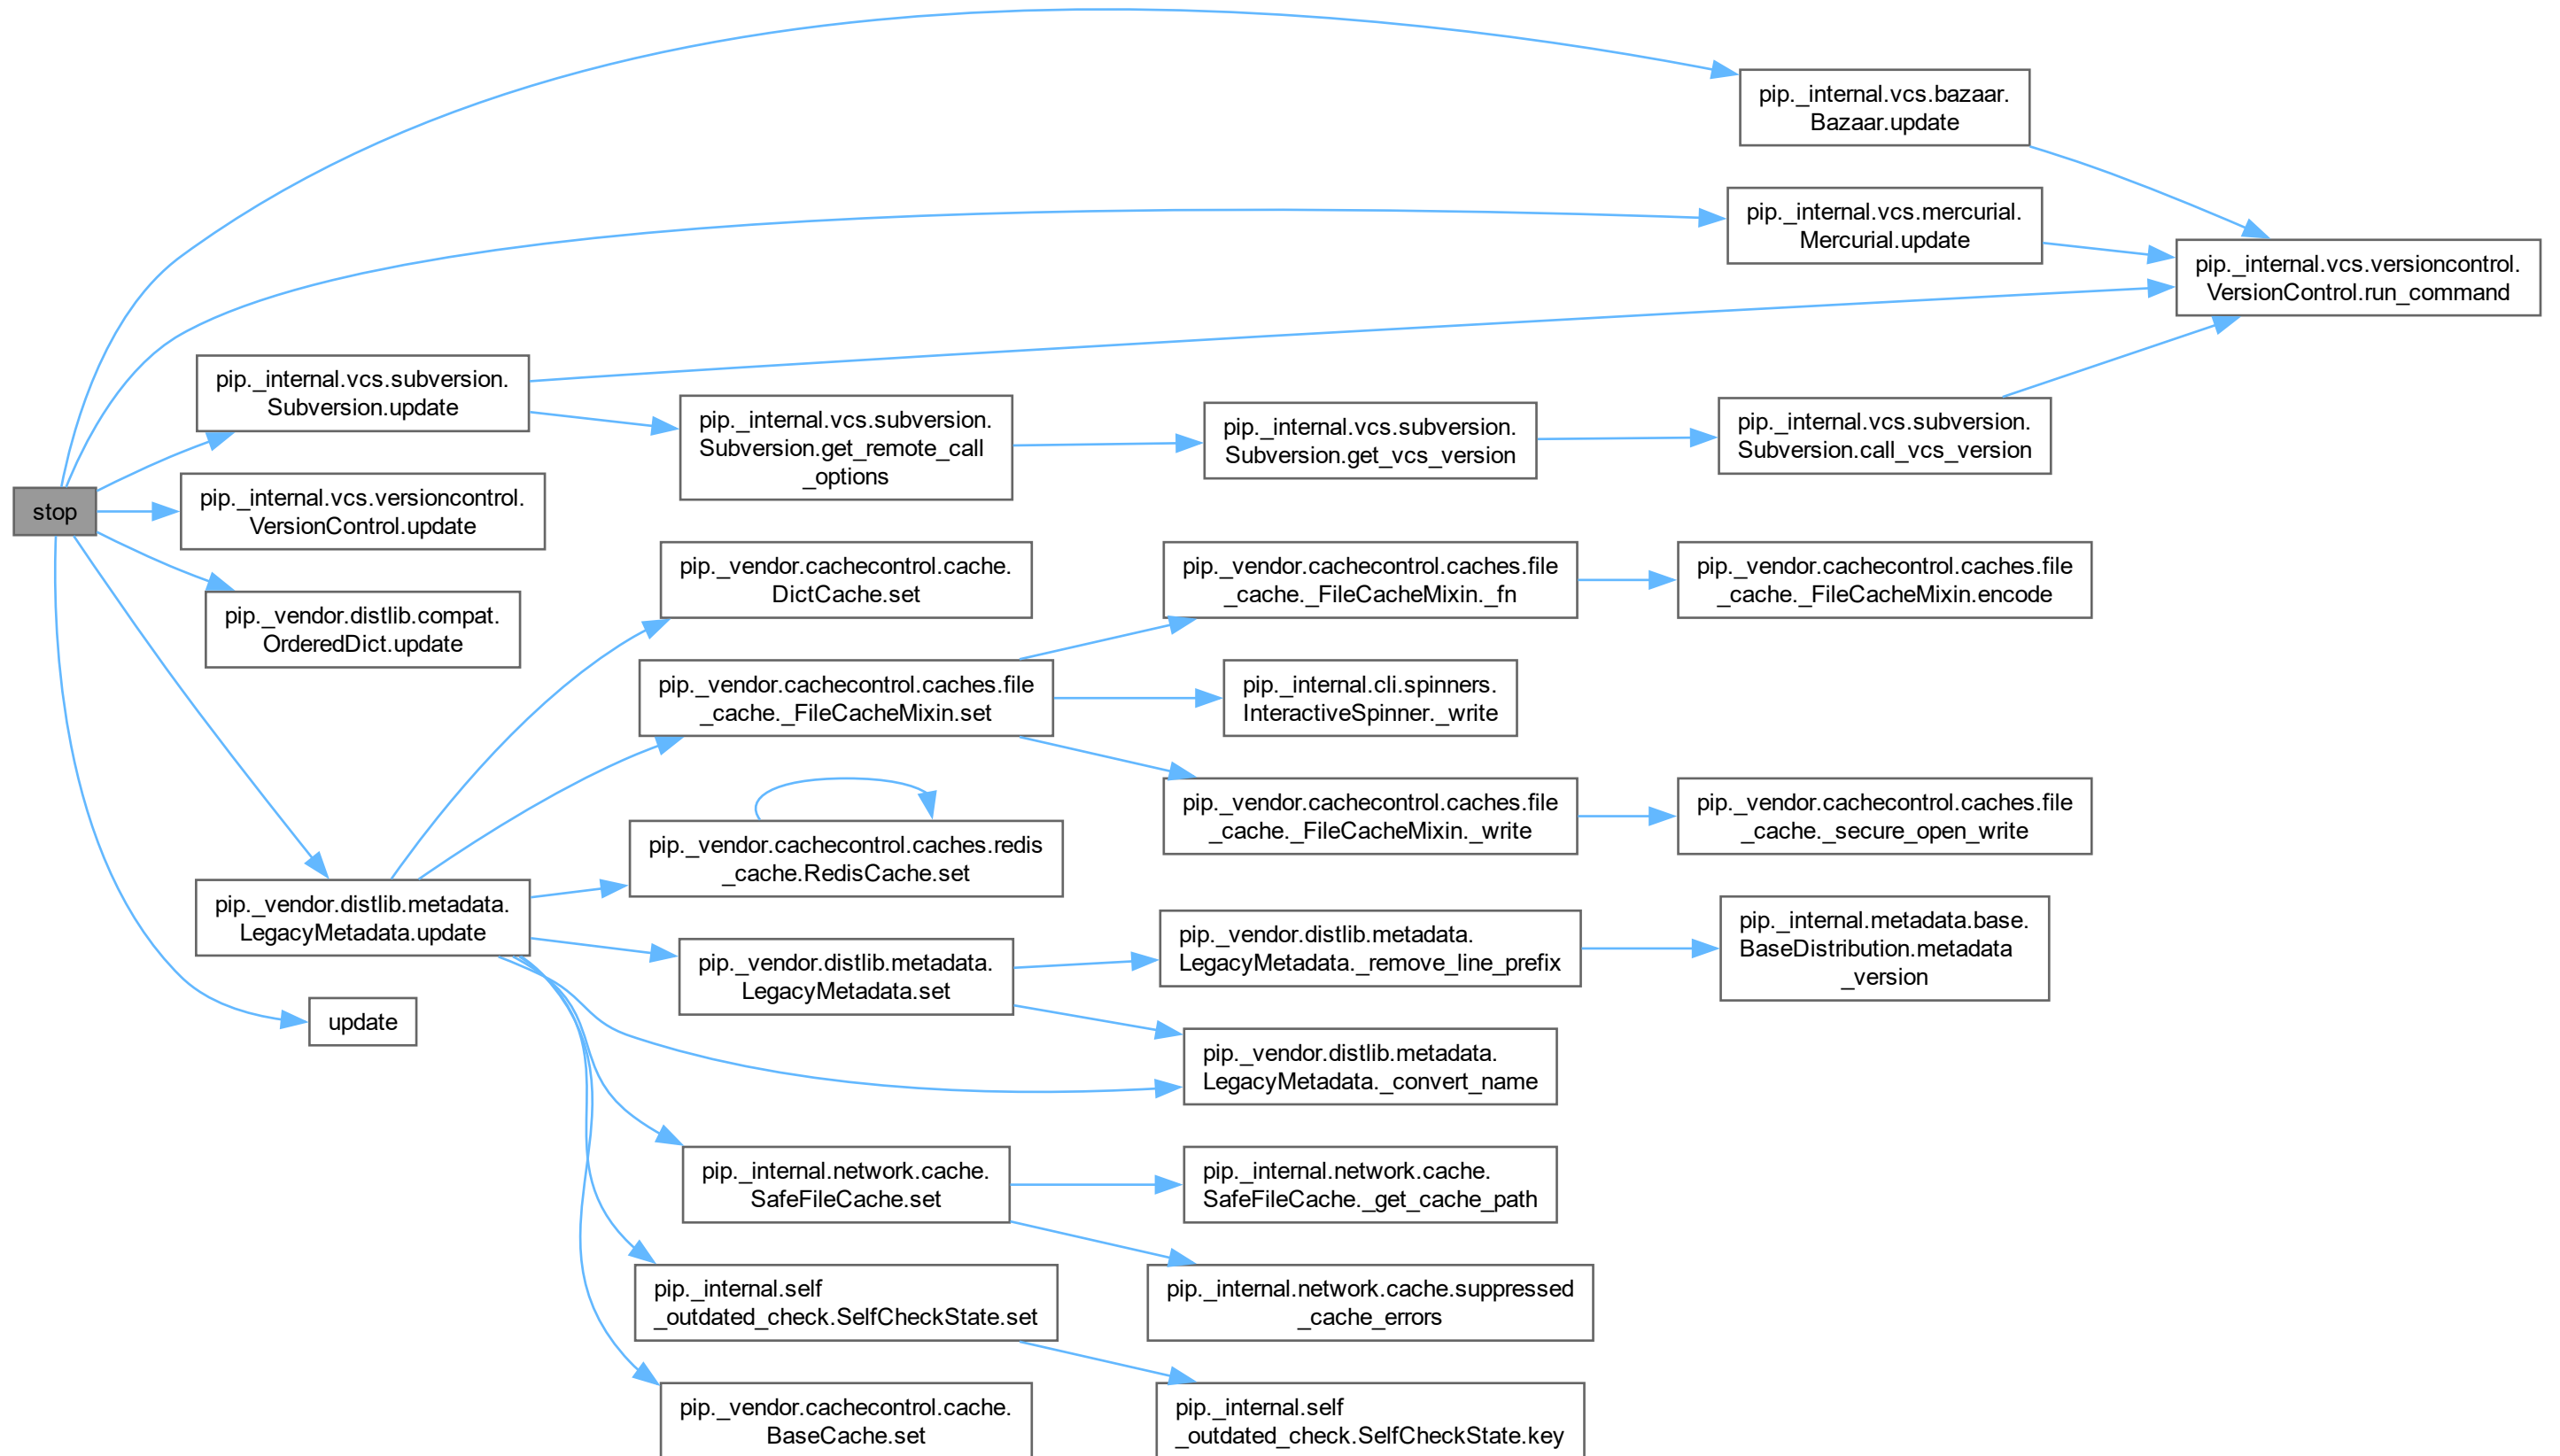 stop
pip._internal.vcs.bazaar.
Bazaar.update
pip._internal.vcs.mercurial.
Mercurial.update
pip._internal.vcs.versioncontrol.
VersionControl.run_command
pip._internal.vcs.subversion.
Subversion.update
pip._internal.vcs.subversion.
Subversion.get_remote_call
_options
pip._internal.vcs.subversion.
Subversion.get_vcs_version
pip._internal.vcs.subversion.
Subversion.call_vcs_version
pip._internal.vcs.versioncontrol.
VersionControl.update
pip._vendor.distlib.compat.
OrderedDict.update
pip._vendor.cachecontrol.cache.
DictCache.set
pip._vendor.cachecontrol.caches.file
_cache._FileCacheMixin._fn
pip._vendor.cachecontrol.caches.file
_cache._FileCacheMixin.encode
pip._vendor.cachecontrol.caches.file
_cache._FileCacheMixin.set
pip._internal.cli.spinners.
InteractiveSpinner._write
pip._vendor.cachecontrol.caches.file
_cache._FileCacheMixin._write
pip._vendor.cachecontrol.caches.file
_cache._secure_open_write
pip._vendor.cachecontrol.caches.redis
_cache.RedisCache.set
pip._vendor.distlib.metadata.
LegacyMetadata.update
pip._vendor.distlib.metadata.
LegacyMetadata.set
pip._vendor.distlib.metadata.
LegacyMetadata._remove_line_prefix
pip._internal.metadata.base.
BaseDistribution.metadata
_version
update
pip._vendor.distlib.metadata.
LegacyMetadata._convert_name
pip._internal.network.cache.
SafeFileCache.set
pip._internal.network.cache.
SafeFileCache._get_cache_path
pip._internal.self
_outdated_check.SelfCheckState.set
pip._internal.network.cache.suppressed
_cache_errors
pip._vendor.cachecontrol.cache.
BaseCache.set
pip._internal.self
_outdated_check.SelfCheckState.key